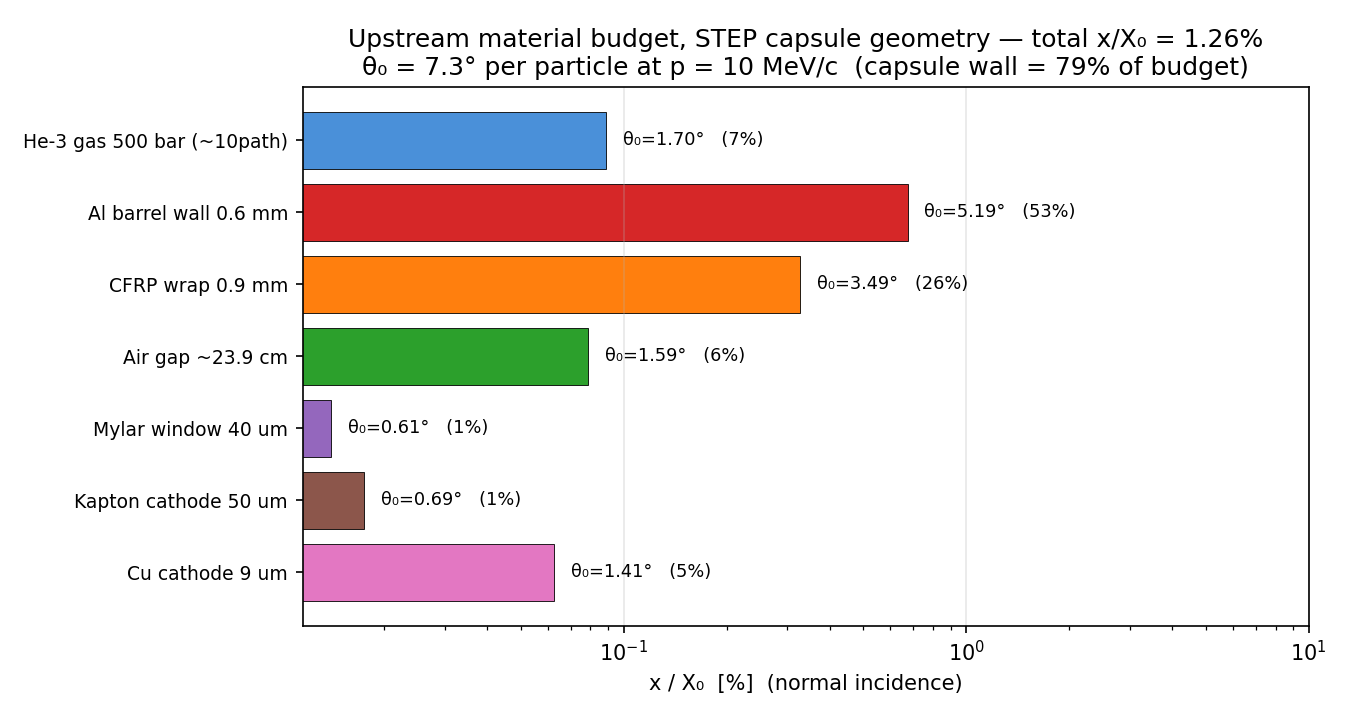 Upstream material budget, STEP capsule geometry — total x/X₀ = 1.26%
θ₀ = 7.3° per particle at p = 10 MeV/c (capsule wall = 79% of budget)
He-3 gas 500 bar (~10path)
θ₀=1.70° (7%)
Al barrel wall 0.6 mm
θ₀=5.19° (53%)
CFRP wrap 0.9 mm
θ₀=3.49° (26%)
Air gap ~23.9 cm
θ₀=1.59° (6%)
Mylar window 40 um
θ₀=0.61° (1%)
Kapton cathode 50 um
θ₀=0.69° (1%)
Cu cathode 9 um
θ₀=1.41° (5%)
10⁻¹ 10⁰ 10¹
x / X₀ [%] (normal incidence)